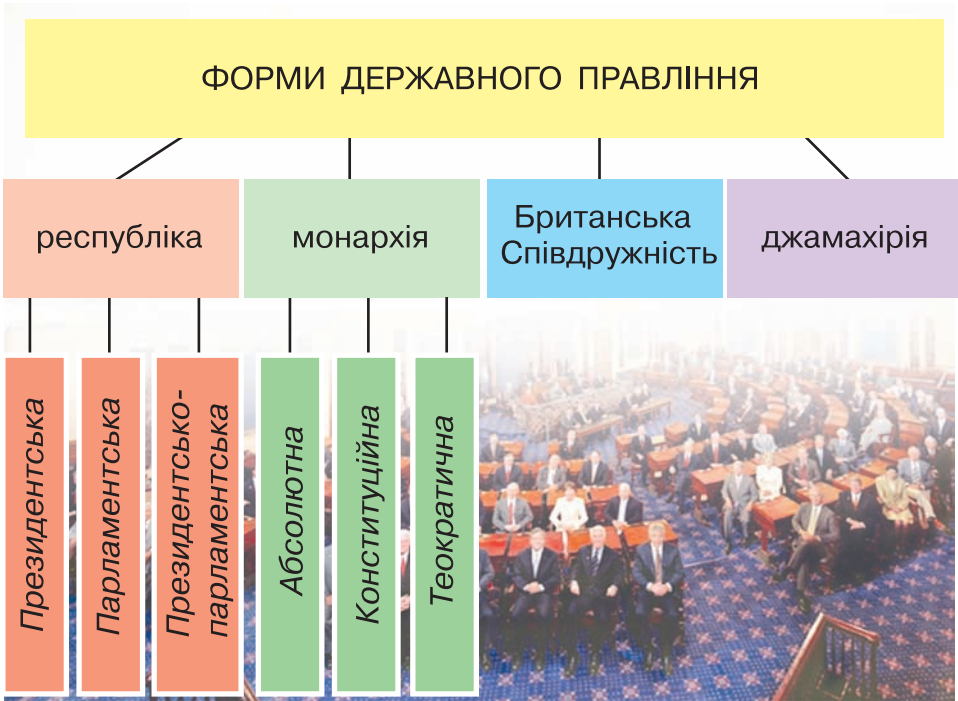 ФОРМИ ДЕРЖАВНОГО ПРАВЛІННЯ
республіка
монархія
Британська
Співдружність
джамахірія
Президентська
Парламентська
Президентсько-
парламентська
Абсолютна
Конституційна
Теократична